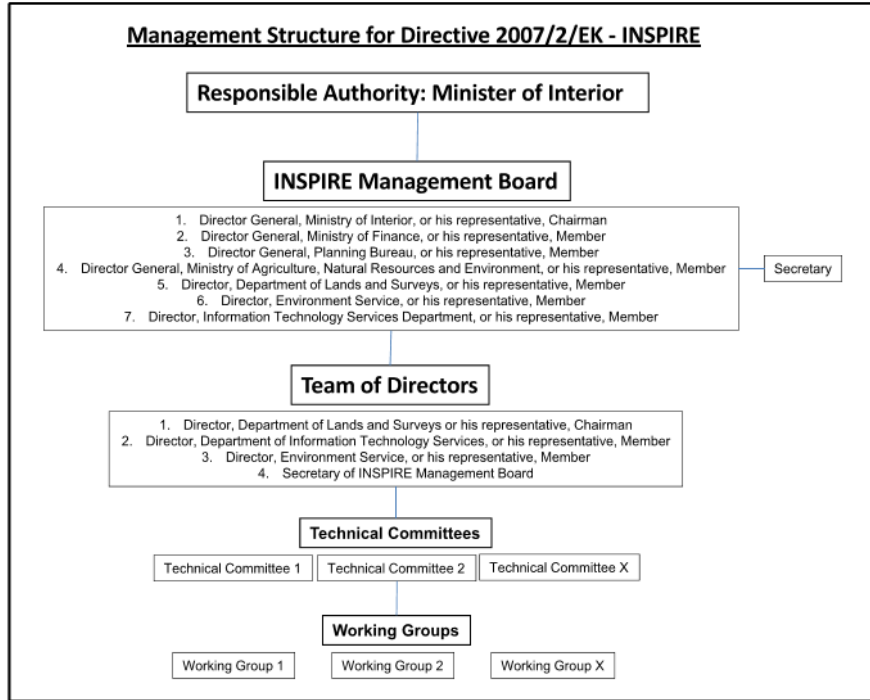 Management Structure for Directive 2007/2/EK - INSPIRE
Responsible Authority: Minister of Interior
INSPIRE Management Board
1. Director General, Ministry of Interior, or his representative, Chairman
2. Director General, Ministry of Finance, or his representative, Member
3. Director General, Planning Bureau, or his representative, Member
4. Director General, Ministry of Agriculture, Natural Resources and Environment, or his representative, Member
5. Director, Department of Lands and Surveys, or his representative, Member
6. Director, Environment Service, or his representative, Member
7. Director, Information Technology Services Department, or his representative, Member
Secretary
Team of Directors
1. Director, Department of Lands and Surveys or his representative, Chairman
2. Director, Department of Information Technology Services, or his representative, Member
3. Director, Environment Service, or his representative, Member
4. Secretary of INSPIRE Management Board
Technical Committees
Technical Committee 1
Technical Committee 2
Technical Committee X
Working Groups
Working Group 1
Working Group 2
Working Group X